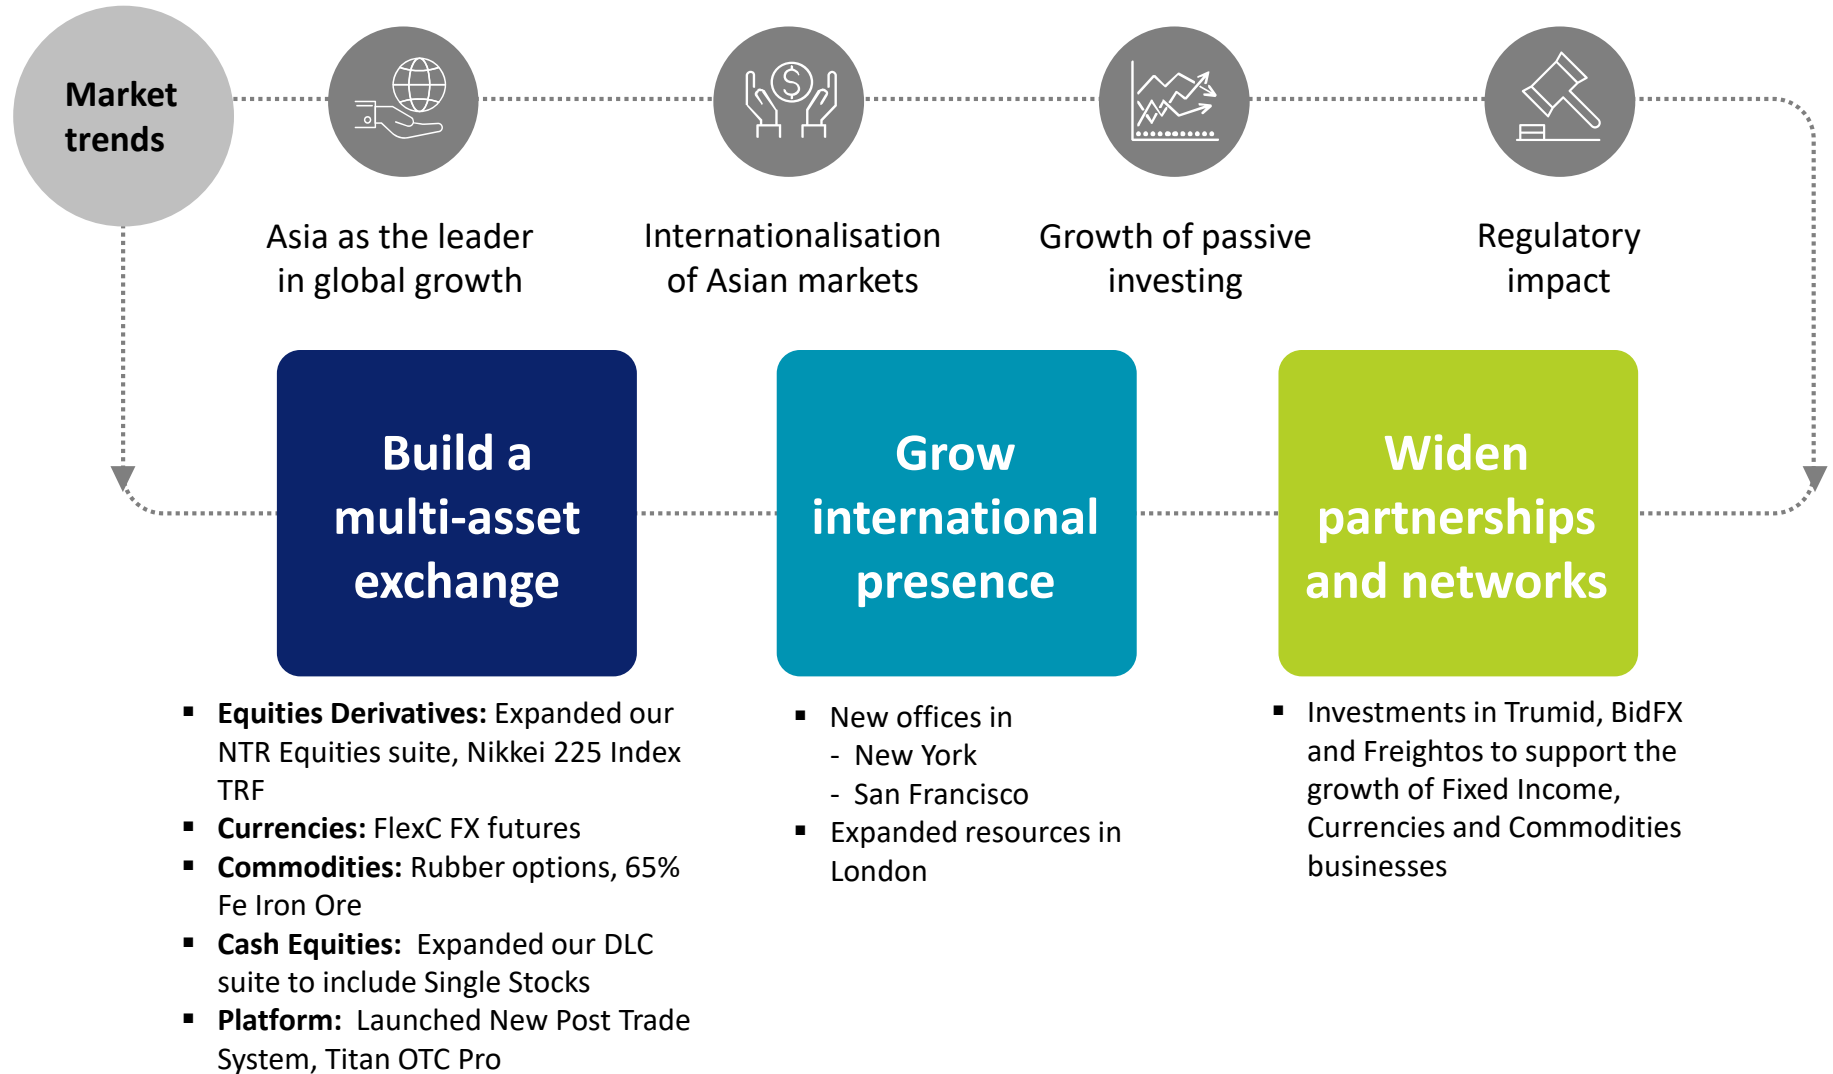 Market
trends
Asia as the leader
in global growth
Internationalisation
of Asian markets
Growth of passive
investing
Regulatory
impact
Build a
multi-asset
exchange
Grow
international
presence
Widen
partnerships
and networks
▪ Equities Derivatives: Expanded our
NTR Equities suite, Nikkei 225 Index
TRF
▪ Currencies: FlexC FX futures
▪ Commodities: Rubber options, 65%
Fe Iron Ore
▪ Cash Equities: Expanded our DLC
suite to include Single Stocks
▪ Platform: Launched New Post Trade
System, Titan OTC Pro
▪ New offices in
- New York
- San Francisco
▪ Expanded resources in
London
▪ Investments in Trumid, BidFX
and Freightos to support the
growth of Fixed Income,
Currencies and Commodities
businesses